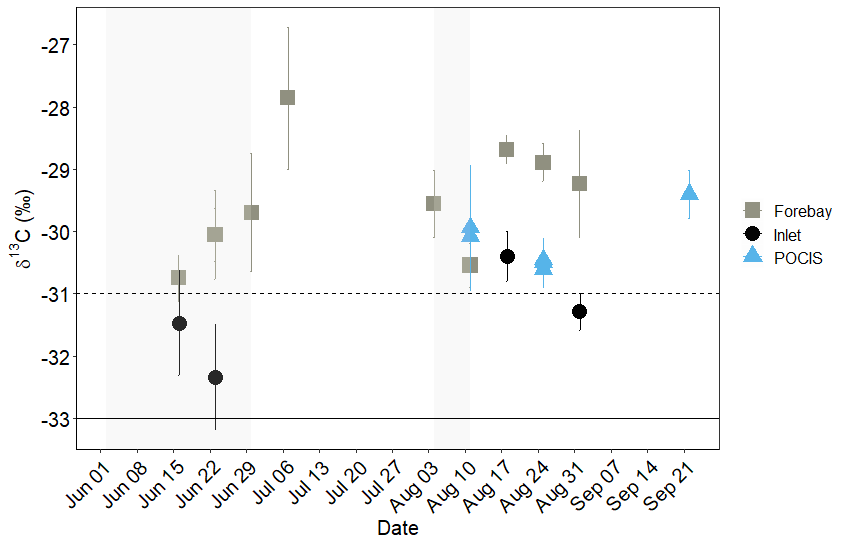 -27
-28
-29
-30
-31
-32
-33
δ¹³C (‰)
Jun 01
Jun 08
Jun 15
Jun 22
Jun 29
Jul 06
Jul 13
Jul 20
Jul 27
Aug 03
Aug 10
Aug 17
Aug 24
Aug 31
Sep 07
Sep 14
Sep 21
Date
Forebay
Inlet
POCIS